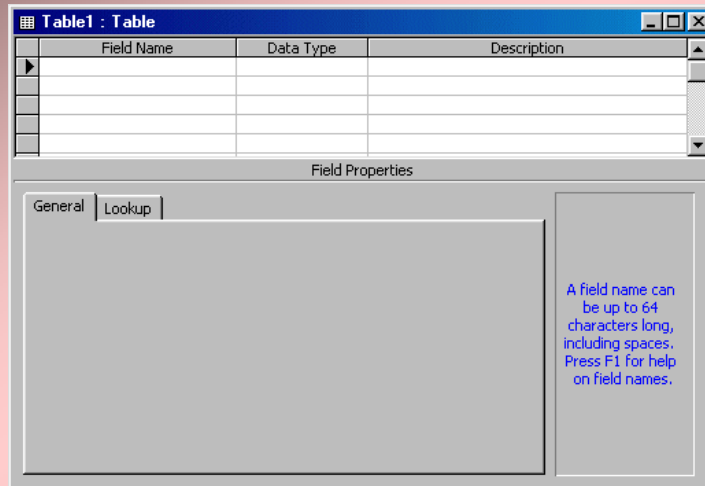 Table1 : Table
Field Name Data Type Description
Field Properties
General Lookup
A field name can
be up to 64
characters long,
including spaces.
Press F1 for help
on field names.